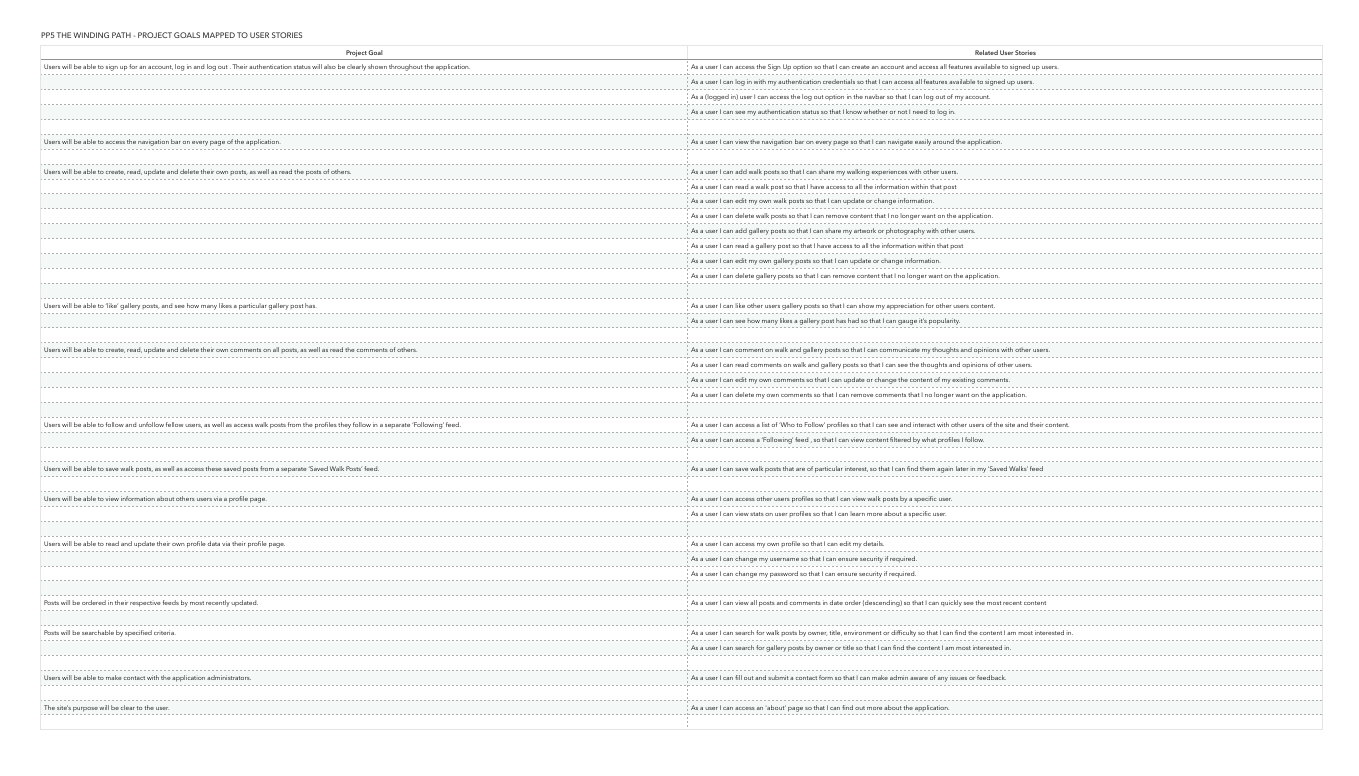 PP5 THE WINDING PATH - PROJECT GOALS MAPPED TO USER STORIES
Project Goal Related User Stories
Users will be able to sign up for an account, log in and log out . Their authentication status will also be clearly shown throughout the application. As a user I can access the Sign Up option so that I can create an account and access all features available to signed up users.
As a user I can log in with my authentication credentials so that I can access all features available to signed up users.
As a (logged in) user I can access the log out option in the navbar so that I can log out of my account.
As a user I can see my authentication status so that I know whether or not I need to log in.
Users will be able to access the navigation bar on every page of the application. As a user I can view the navigation bar on every page so that I can navigate easily around the application.
Users will be able to create, read, update and delete their own posts, as well as read the posts of others. As a user I can add walk posts so that I can share my walking experiences with other users.
As a user I can read a walk post so that I have access to all the information within that post
As a user I can edit my own walk posts so that I can update or change information.
As a user I can delete walk posts so that I can remove content that I no longer want on the application.
As a user I can add gallery posts so that I can share my artwork or photography with other users.
As a user I can read a gallery post so that I have access to all the information within that post
As a user I can edit my own gallery posts so that I can update or change information.
As a user I can delete gallery posts so that I can remove content that I no longer want on the application.
Users will be able to 'like' gallery posts, and see how many likes a particular gallery post has. As a user I can like other users gallery posts so that I can show my appreciation for other users content.
As a user I can see how many likes a gallery post has had so that I can gauge it's popularity.
Users will be able to create, read, update and delete their own comments on all posts, as well as read the comments of others. As a user I can comment on walk and gallery posts so that I can communicate my thoughts and opinions with other users.
As a user I can read comments on walk and gallery posts so that I can see the thoughts and opinions of other users.
As a user I can edit my own comments so that I can update or change the content of my existing comments.
As a user I can delete my own comments so that I can remove comments that I no longer want on the application.
Users will be able to follow and unfollow fellow users, as well as access walk posts from the profiles they follow in a separate 'Following' feed. As a user I can access a list of 'Who to Follow' profiles so that I can see and interact with other users of the site and their content.
As a user I can access a 'Following' feed , so that I can view content filtered by what profiles I follow.
Users will be able to save walk posts, as well as access these saved posts from a separate 'Saved Walk Posts' feed. As a user I can save walk posts that are of particular interest, so that I can find them again later in my 'Saved Walks' feed
Users will be able to view information about others users via a profile page. As a user I can access other users profiles so that I can view walk posts by a specific user.
As a user I can view stats on user profiles so that I can learn more about a specific user.
Users will be able to read and update their own profile data via their profile page. As a user I can access my own profile so that I can edit my details.
As a user I can change my username so that I can ensure security if required.
As a user I can change my password so that I can ensure security if required.
Posts will be ordered in their respective feeds by most recently updated. As a user I can view all posts and comments in date order (descending) so that I can quickly see the most recent content
Posts will be searchable by specified criteria. As a user I can search for walk posts by owner, title, environment or difficulty so that I can find the content I am most interested in.
As a user I can search for gallery posts by owner or title so that I can find the content I am most interested in.
Users will be able to make contact with the application administrators. As a user I can fill out and submit a contact form so that I can make admin aware of any issues or feedback.
The site's purpose will be clear to the user. As a user I can access an 'about' page so that I can find out more about the application.